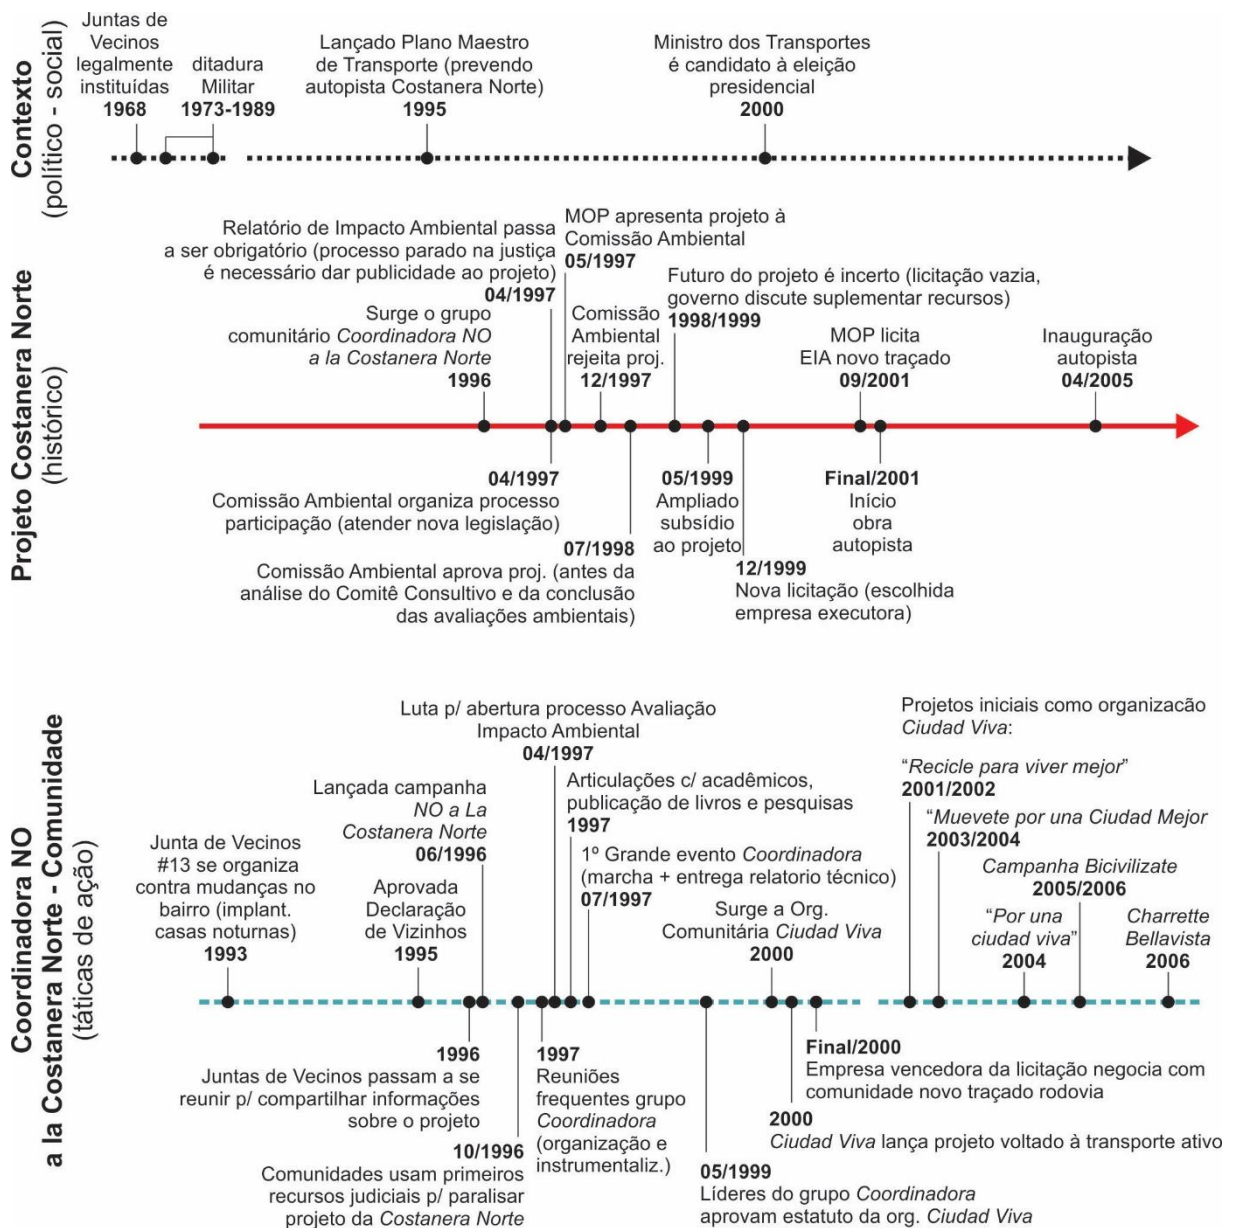 Contexto
(político - social)
Juntas de
Vecinos
legalmente
instituídas
1968
ditadura
Militar
1973-1989
Lançado Plano Maestro
de Transporte (prevendo
autopista Costanera Norte)
1995
Ministro dos Transportes
é candidato à eleição
presidencial
2000
Projeto Costanera Norte
(histórico)
Relatório de Impacto Ambiental passa
a ser obrigatório (processo parado na justiça
é necessário dar publicidade ao projeto)
04/1997
MOP apresenta projeto à
Comissão Ambiental
05/1997
Surge o grupo
comunitário Coordinadora NO
a la Costanera Norte
1996
Comissão
Ambiental
rejeita proj.
12/1997
Futuro do projeto é incerto (licitação vazia,
governo discute suplementar recursos)
1998/1999
MOP licita
EIA novo traçado
09/2001
Inauguração
autopista
04/2005
04/1997
Comissão Ambiental organiza processo
participação (atender nova legislação)
07/1998
Comissão Ambiental aprova proj. (antes da
análise do Comitê Consultivo e da conclusão
das avaliações ambientais)
05/1999
Ampliado
subsídio
ao projeto
12/1999
Nova licitação (escolhida
empresa executora)
Final/2001
Início
obra
autopista
Coordinadora NO
a la Costanera Norte - Comunidade
(táticas de ação)
Junta de Vecinos
#13 se organiza
contra mudanças no
bairro (implant.
casas noturnas)
1993
Aprovada
Declaração
de Vizinhos
1995
Lançada campanha
NO a La
Costanera Norte
06/1996
Luta p/ abertura processo Avaliação
Impacto Ambiental
04/1997
Articulações c/ acadêmicos,
publicação de livros e pesquisas
1997
1º Grande evento Coordinadora
(marcha + entrega relatorio técnico)
07/1997
Surge a Org.
Comunitária Ciudad Viva
2000
Projetos iniciais como organizacão
Ciudad Viva:
“Recicle para viver mejor”
2001/2002
“Muevete por una Ciudad Mejor
2003/2004
Campanha Bicivilizate
2005/2006
“Por una
ciudad viva”
2004
Charrette
Bellavista
2006
1996
Juntas de Vecinos passam a se
reunir p/ compartilhar informações
sobre o projeto
10/1996
Comunidades usam primeiros
recursos judiciais p/ paralisar
projeto da Costanera Norte
1997
Reuniões
frequentes grupo
Coordinadora
(organização e
instrumentaliz.)
05/1999
Líderes do grupo Coordinadora
aprovam estatuto da org. Ciudad Viva
2000
Ciudad Viva lança projeto voltado à transporte ativo
Final/2000
Empresa vencedora da licitação negocia com
comunidade novo traçado rodovia